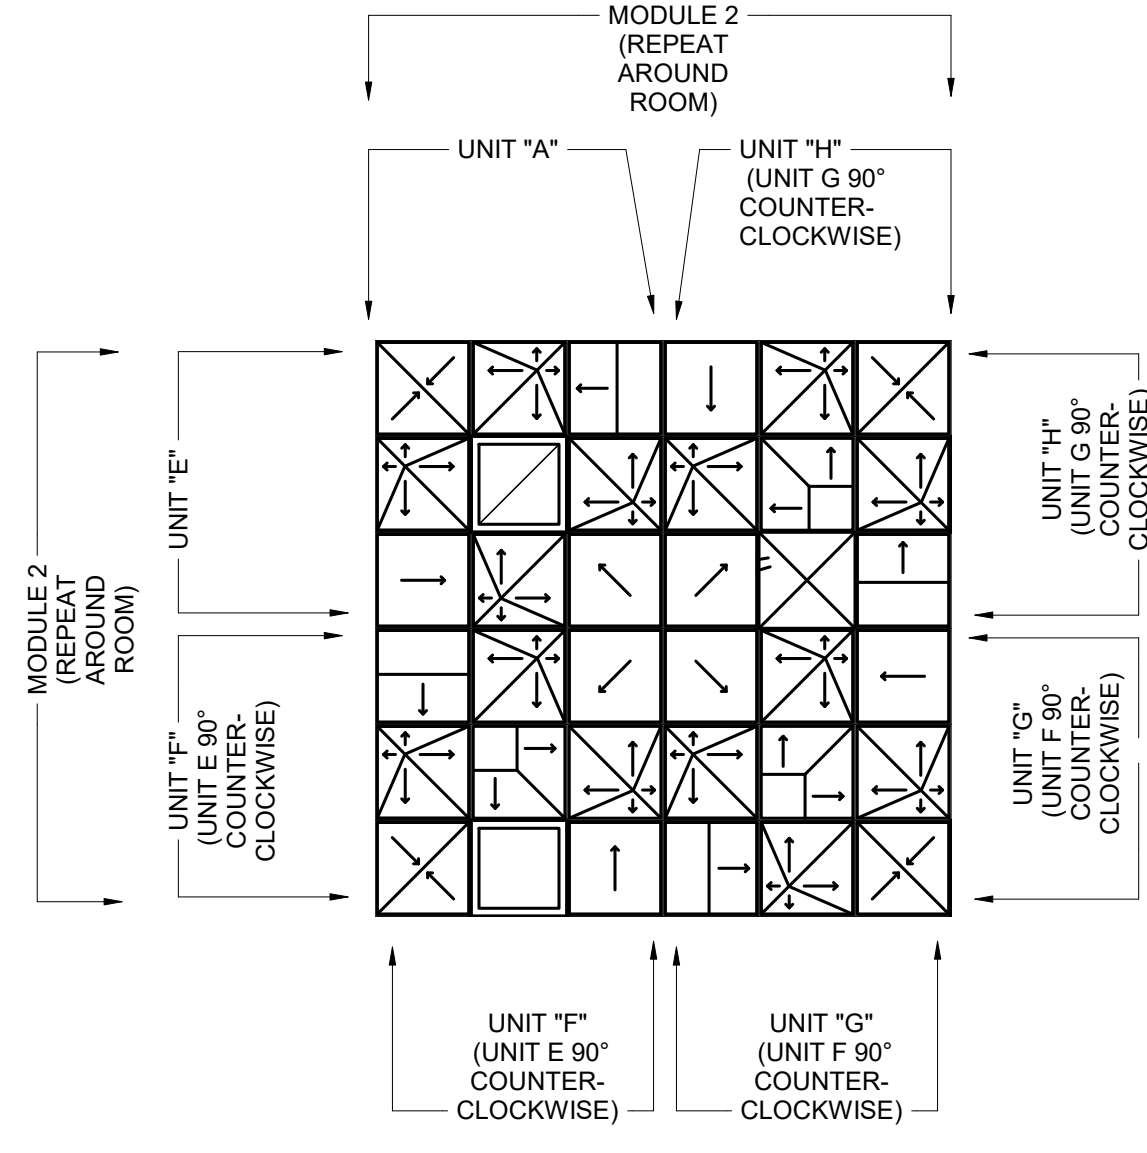 MODULE 2
(REPEAT
AROUND
ROOM)
UNIT "A"
UNIT "H"
(UNIT G 90°
COUNTER-
CLOCKWISE)
MODULE 2
(REPEAT
AROUND
ROOM)
UNIT "E"
UNIT "F"
(UNIT E 90°
COUNTER-
CLOCKWISE)
UNIT "H"
(UNIT G 90°
COUNTER-
CLOCKWISE)
UNIT "G"
(UNIT F 90°
COUNTER-
CLOCKWISE)
UNIT "F"
(UNIT E 90°
COUNTER-
CLOCKWISE)
UNIT "G"
(UNIT F 90°
COUNTER-
CLOCKWISE)